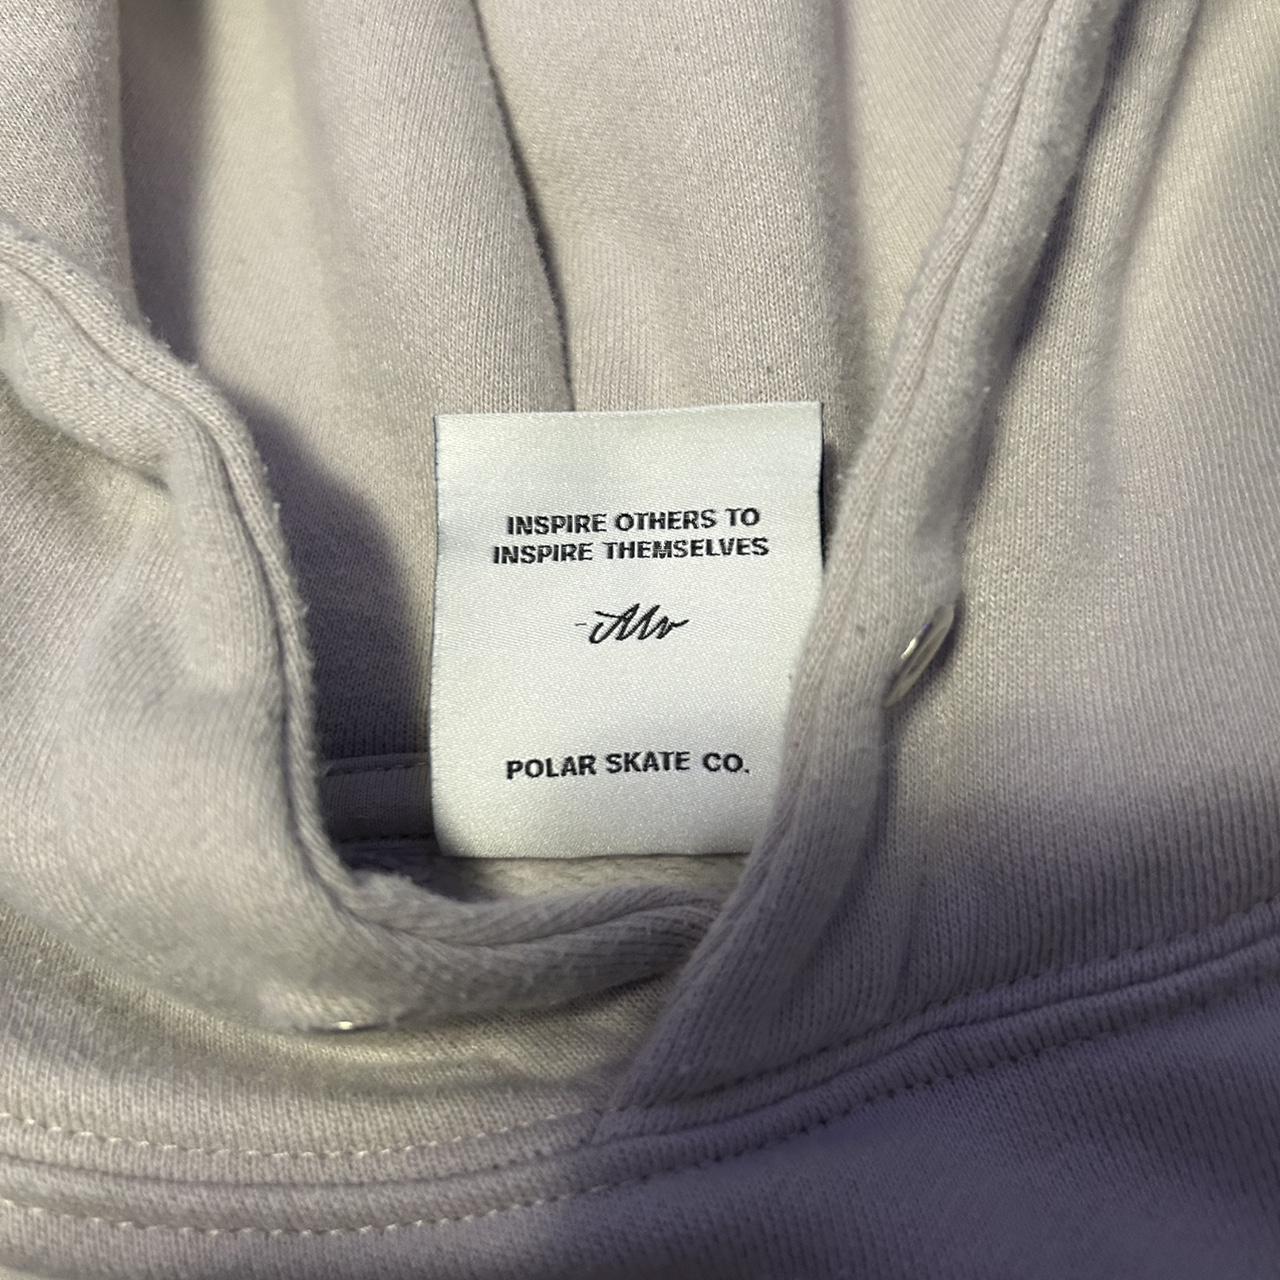 INSPIRE OTHERS TO
INSPIRE THEMSELVES
POLAR SKATE CO.